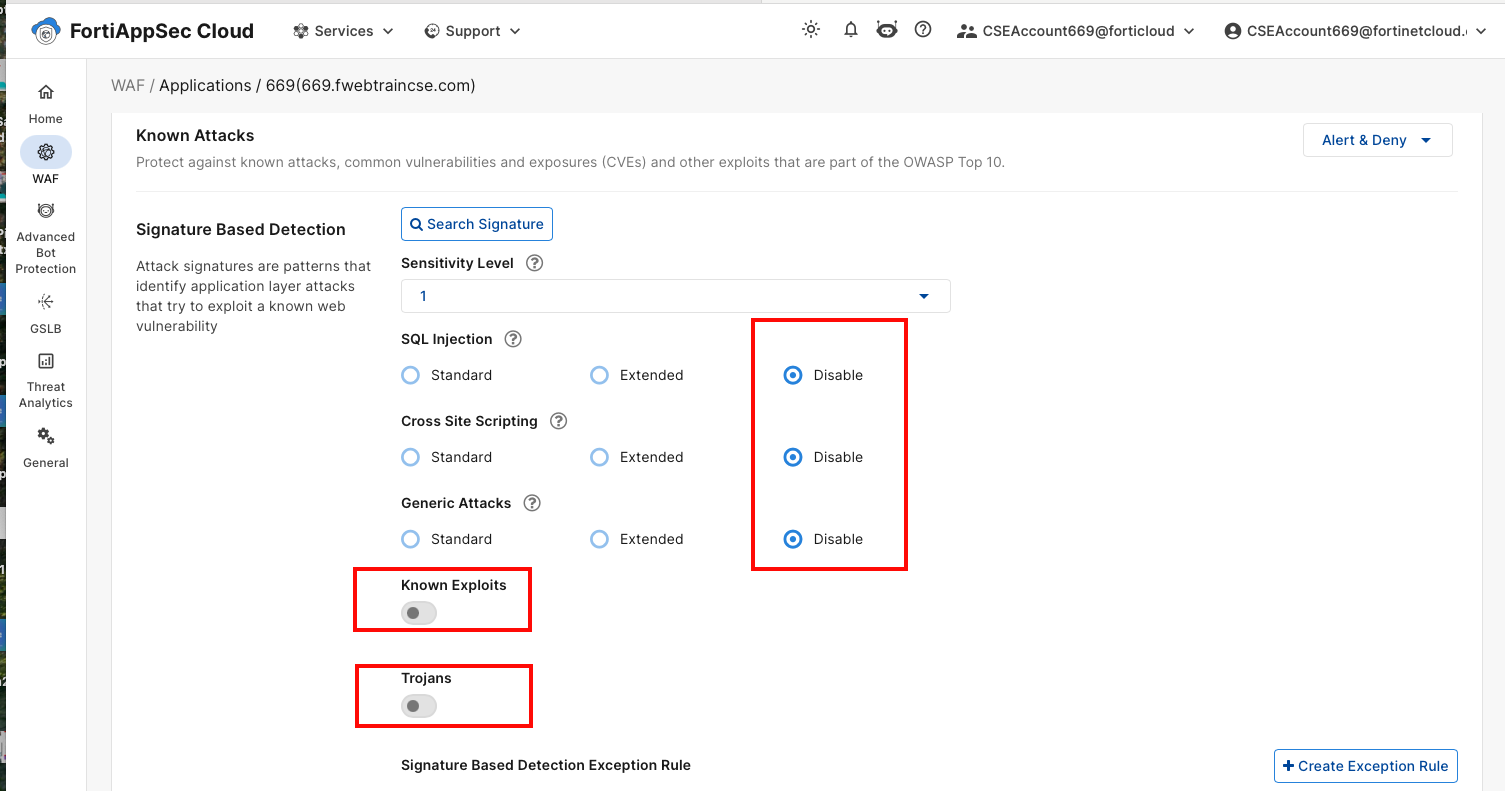 FortiAppSec Cloud
Services
Support
CSEAccount669@forticloud
CSEAccount669@fortinetcloud.
Home
WAF
Advanced
Bot
Protection
GSLB
Threat
Analytics
General
WAF / Applications / 669(669.fwebtraincse.com)
Known Attacks
Alert & Deny
Protect against known attacks, common vulnerabilities and exposures (CVEs) and other exploits that are part of the OWASP Top 10.
Signature Based Detection
Attack signatures are patterns that
identify application layer attacks
that try to exploit a known web
vulnerability
Search Signature
Sensitivity Level
1
SQL Injection
Standard Extended Disable
Cross Site Scripting
Standard Extended Disable
Generic Attacks
Standard Extended Disable
Known Exploits
Trojans
Signature Based Detection Exception Rule
Create Exception Rule